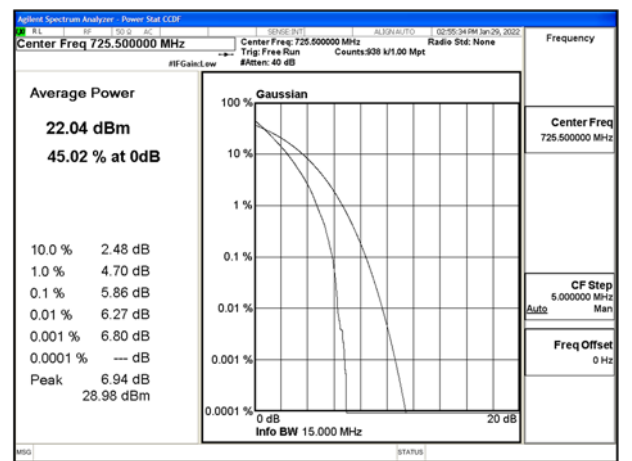 Agilent Spectrum Analyzer - Power Stat CCDF
RL RF 50 Ω AC SENSE:INT ALIGN AUTO 02:55:34 PM Jan 29, 2022
Center Freq 725.500000 MHz
Center Freq: 725.500000 MHz Radio Std: None
Trig: Free Run Counts:938 k/1.00 Mpt
#IFGain:Low #Atten: 40 dB
Frequency
Average Power
22.04 dBm
45.02 % at 0dB
10.0 % 2.48 dB
1.0 % 4.70 dB
0.1 % 5.86 dB
0.01 % 6.27 dB
0.001 % 6.80 dB
0.0001 % --- dB
Peak 6.94 dB
28.98 dBm
Gaussian
100 %
10 %
1 %
0.1 %
0.01 %
0.001 %
0.0001 %
0 dB 20 dB
Info BW 15.000 MHz
Center Freq
725.500000 MHz
CF Step
5.000000 MHz
Auto Man
Freq Offset
0 Hz
MSG STATUS